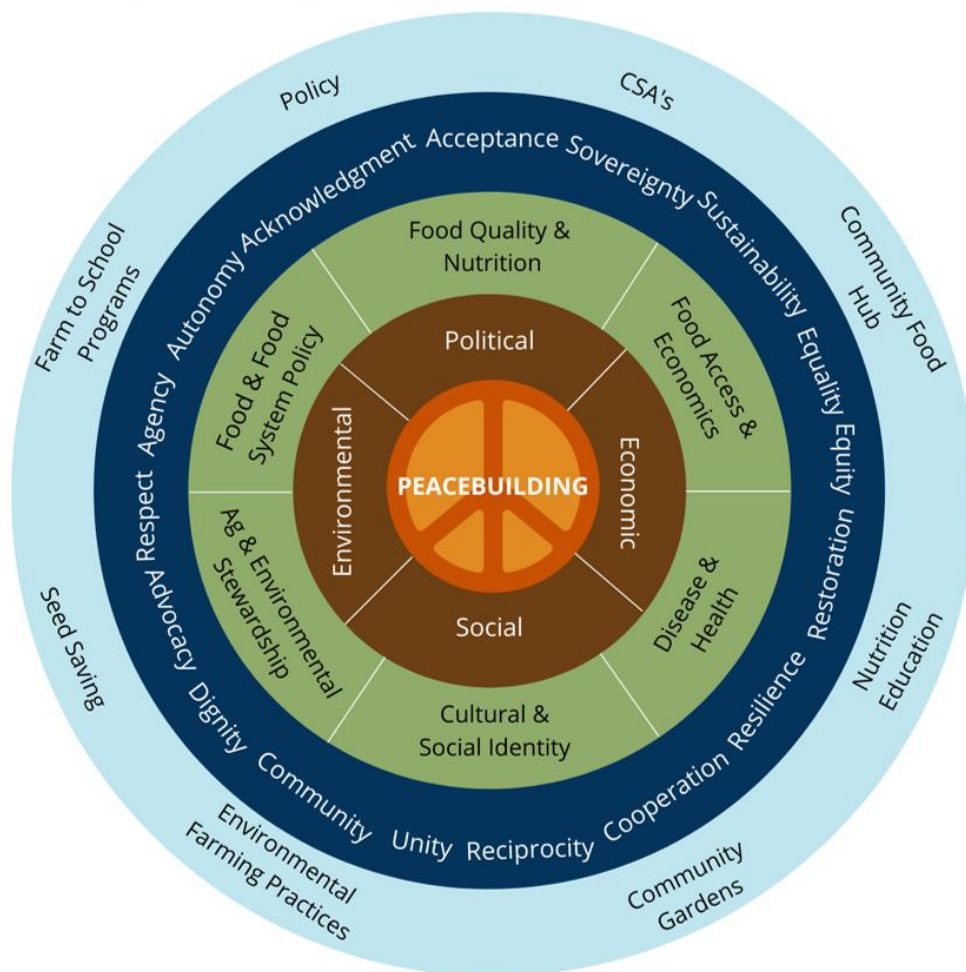 Policy
CSA's
Community Food
Hub
Nutrition
Education
Community
Gardens
Environmental
Farming Practices
Seed Saving
Farm to School
Programs
Acceptance
Sovereignty
Sustainability
Equality
Equity
Restoration
Resilience
Cooperation
Reciprocity
Unity
Community
Dignity
Advocacy
Respect
Agency
Autonomy
Acknowledgment
Food Quality &
Nutrition
Food Access &
Economics
Disease &
Health
Cultural &
Social Identity
Ag & Environmental
Stewardship
Food & Food
System Policy
Political
Economic
Social
Environmental
PEACEBUILDING